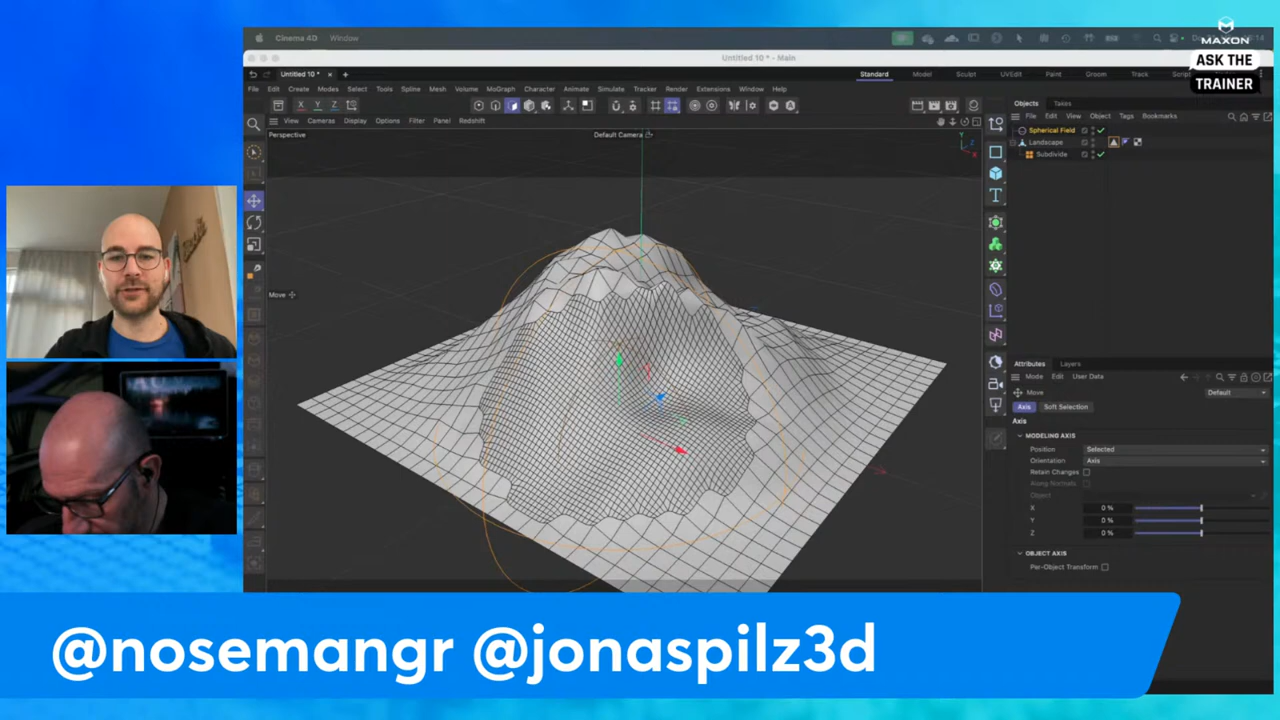 Cinema 4D Window
MAXON
ASK THE
TRAINER
Untitled 10 * - Main
Untitled 10 *
Standard Model Sculpt UVEdit Paint Groom Track
File Edit Create Modes Select Tools Spline Mesh Volume MoGraph Character Animate Simulate Tracker Render Extensions Window Help
Objects Takes
View Cameras Display Options Filter Panel Redshift
File Edit View Object Tags Bookmarks
Perspective
Default Camera
Y
Z
X
Spherical Field
Landscape
Subdivide
Move
Attributes Layers
Mode Edit User Data
Move
Default
Axis Soft Selection
Axis
MODELING AXIS
Position Selected
Orientation Axis
Retain Changes
Along Normals
Object
X 0 %
Y 0 %
Z 0 %
OBJECT AXIS
Per-Object Transform
@nosemangr @jonaspilz3d